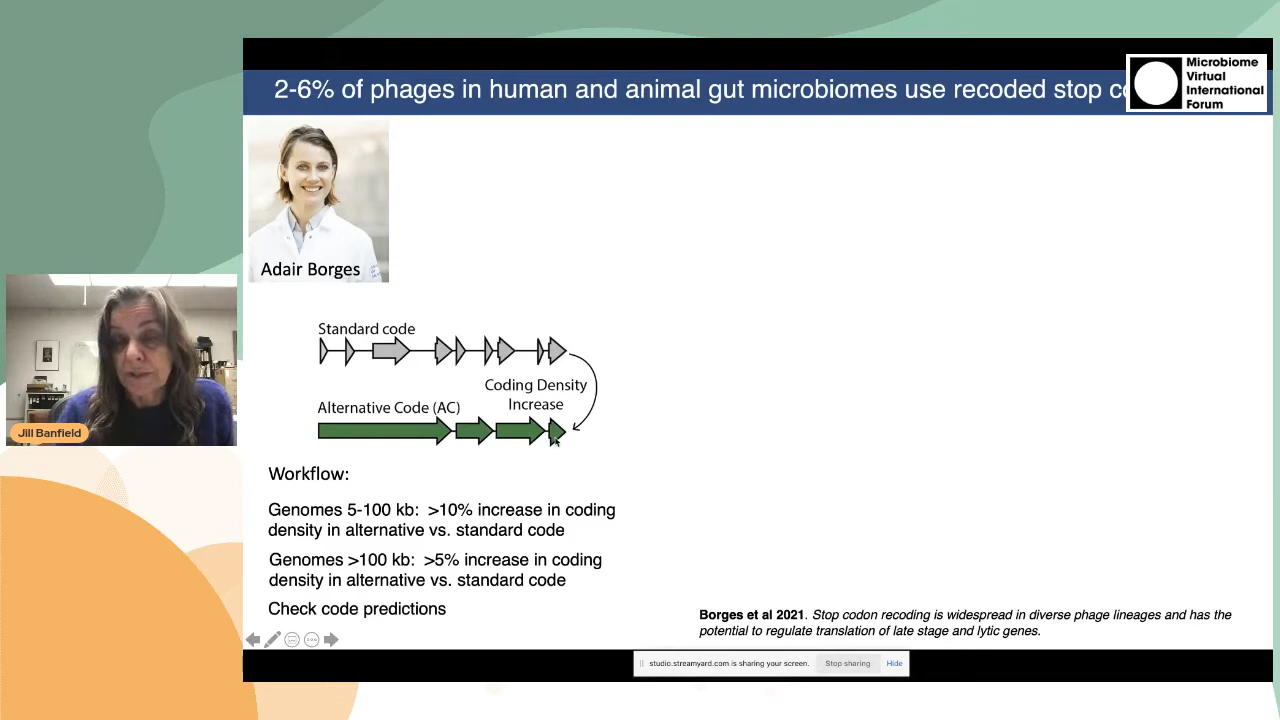 2-6% of phages in human and animal gut microbiomes use recoded stop
Microbiome
Virtual
International
Forum
Adair Borges
Jill Banfield
Standard code
Coding Density
Increase
Alternative Code (AC)
Workflow:
Genomes 5-100 kb: >10% increase in coding
density in alternative vs. standard code
Genomes >100 kb: >5% increase in coding
density in alternative vs. standard code
Check code predictions
Borges et al 2021. Stop codon recoding is widespread in diverse phage lineages and has the
potential to regulate translation of late stage and lytic genes.
studio.streamyard.com is sharing your screen.
Stop sharing
Hide